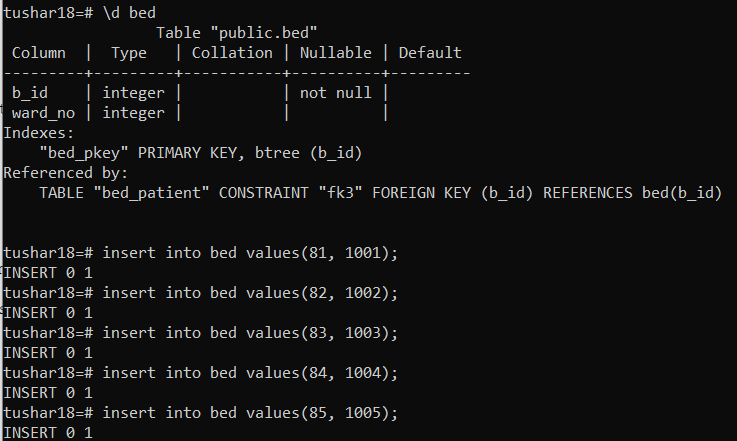 tushar18=# \d bed
Table "public.bed"
Column | Type | Collation | Nullable | Default
---------+---------+-----------+----------+---------
b_id | integer | | not null |
ward_no | integer | | |
Indexes:
"bed_pkey" PRIMARY KEY, btree (b_id)
Referenced by:
TABLE "bed_patient" CONSTRAINT "fk3" FOREIGN KEY (b_id) REFERENCES bed(b_id)
tushar18=# insert into bed values(81, 1001);
INSERT 0 1
tushar18=# insert into bed values(82, 1002);
INSERT 0 1
tushar18=# insert into bed values(83, 1003);
INSERT 0 1
tushar18=# insert into bed values(84, 1004);
INSERT 0 1
tushar18=# insert into bed values(85, 1005);
INSERT 0 1